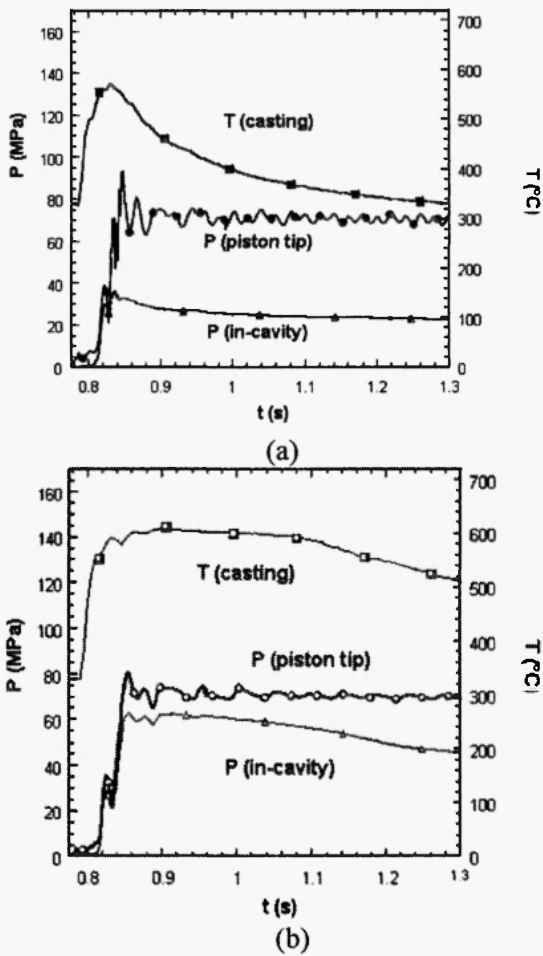 160
140
120
100
80
60
40
20
0
P (MPa)
700
600
500
400
300
200
100
0
T (°C)
T (casting)
P (piston tip)
P (in-cavity)
0.8 0.9 1 1.1 1.2 1.3
t (s)
(a)
160
140
120
100
80
60
40
20
0
P (MPa)
700
600
500
400
300
200
100
0
T (°C)
T (casting)
P (piston tip)
P (in-cavity)
0.8 0.9 1 1.1 1.2 1.3
t (s)
(b)